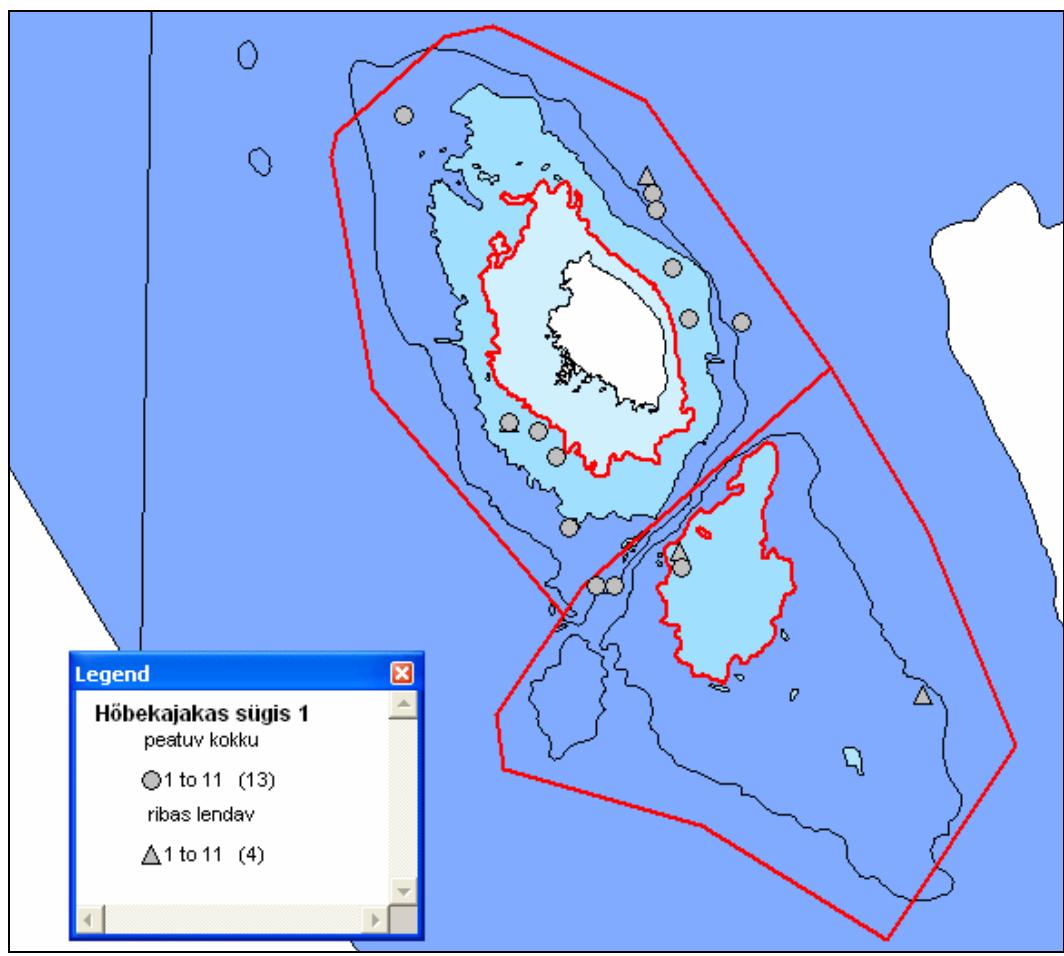 Legend
Hõbekajakas sügis 1
peatuv kokku
1 to 11 (13)
ribas lendav
1 to 11 (4)